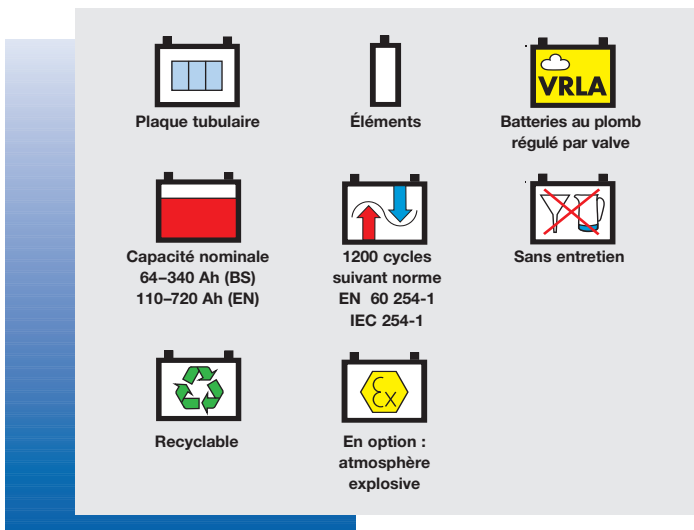 Plaque tubulaire
Éléments
VRLA
Batteries au plomb
régulé par valve
Capacité nominale
64–340 Ah (BS)
110–720 Ah (EN)
1200 cycles
suivant norme
EN 60 254-1
IEC 254-1
Sans entretien
Recyclable
Ex
En option :
atmosphère
explosive